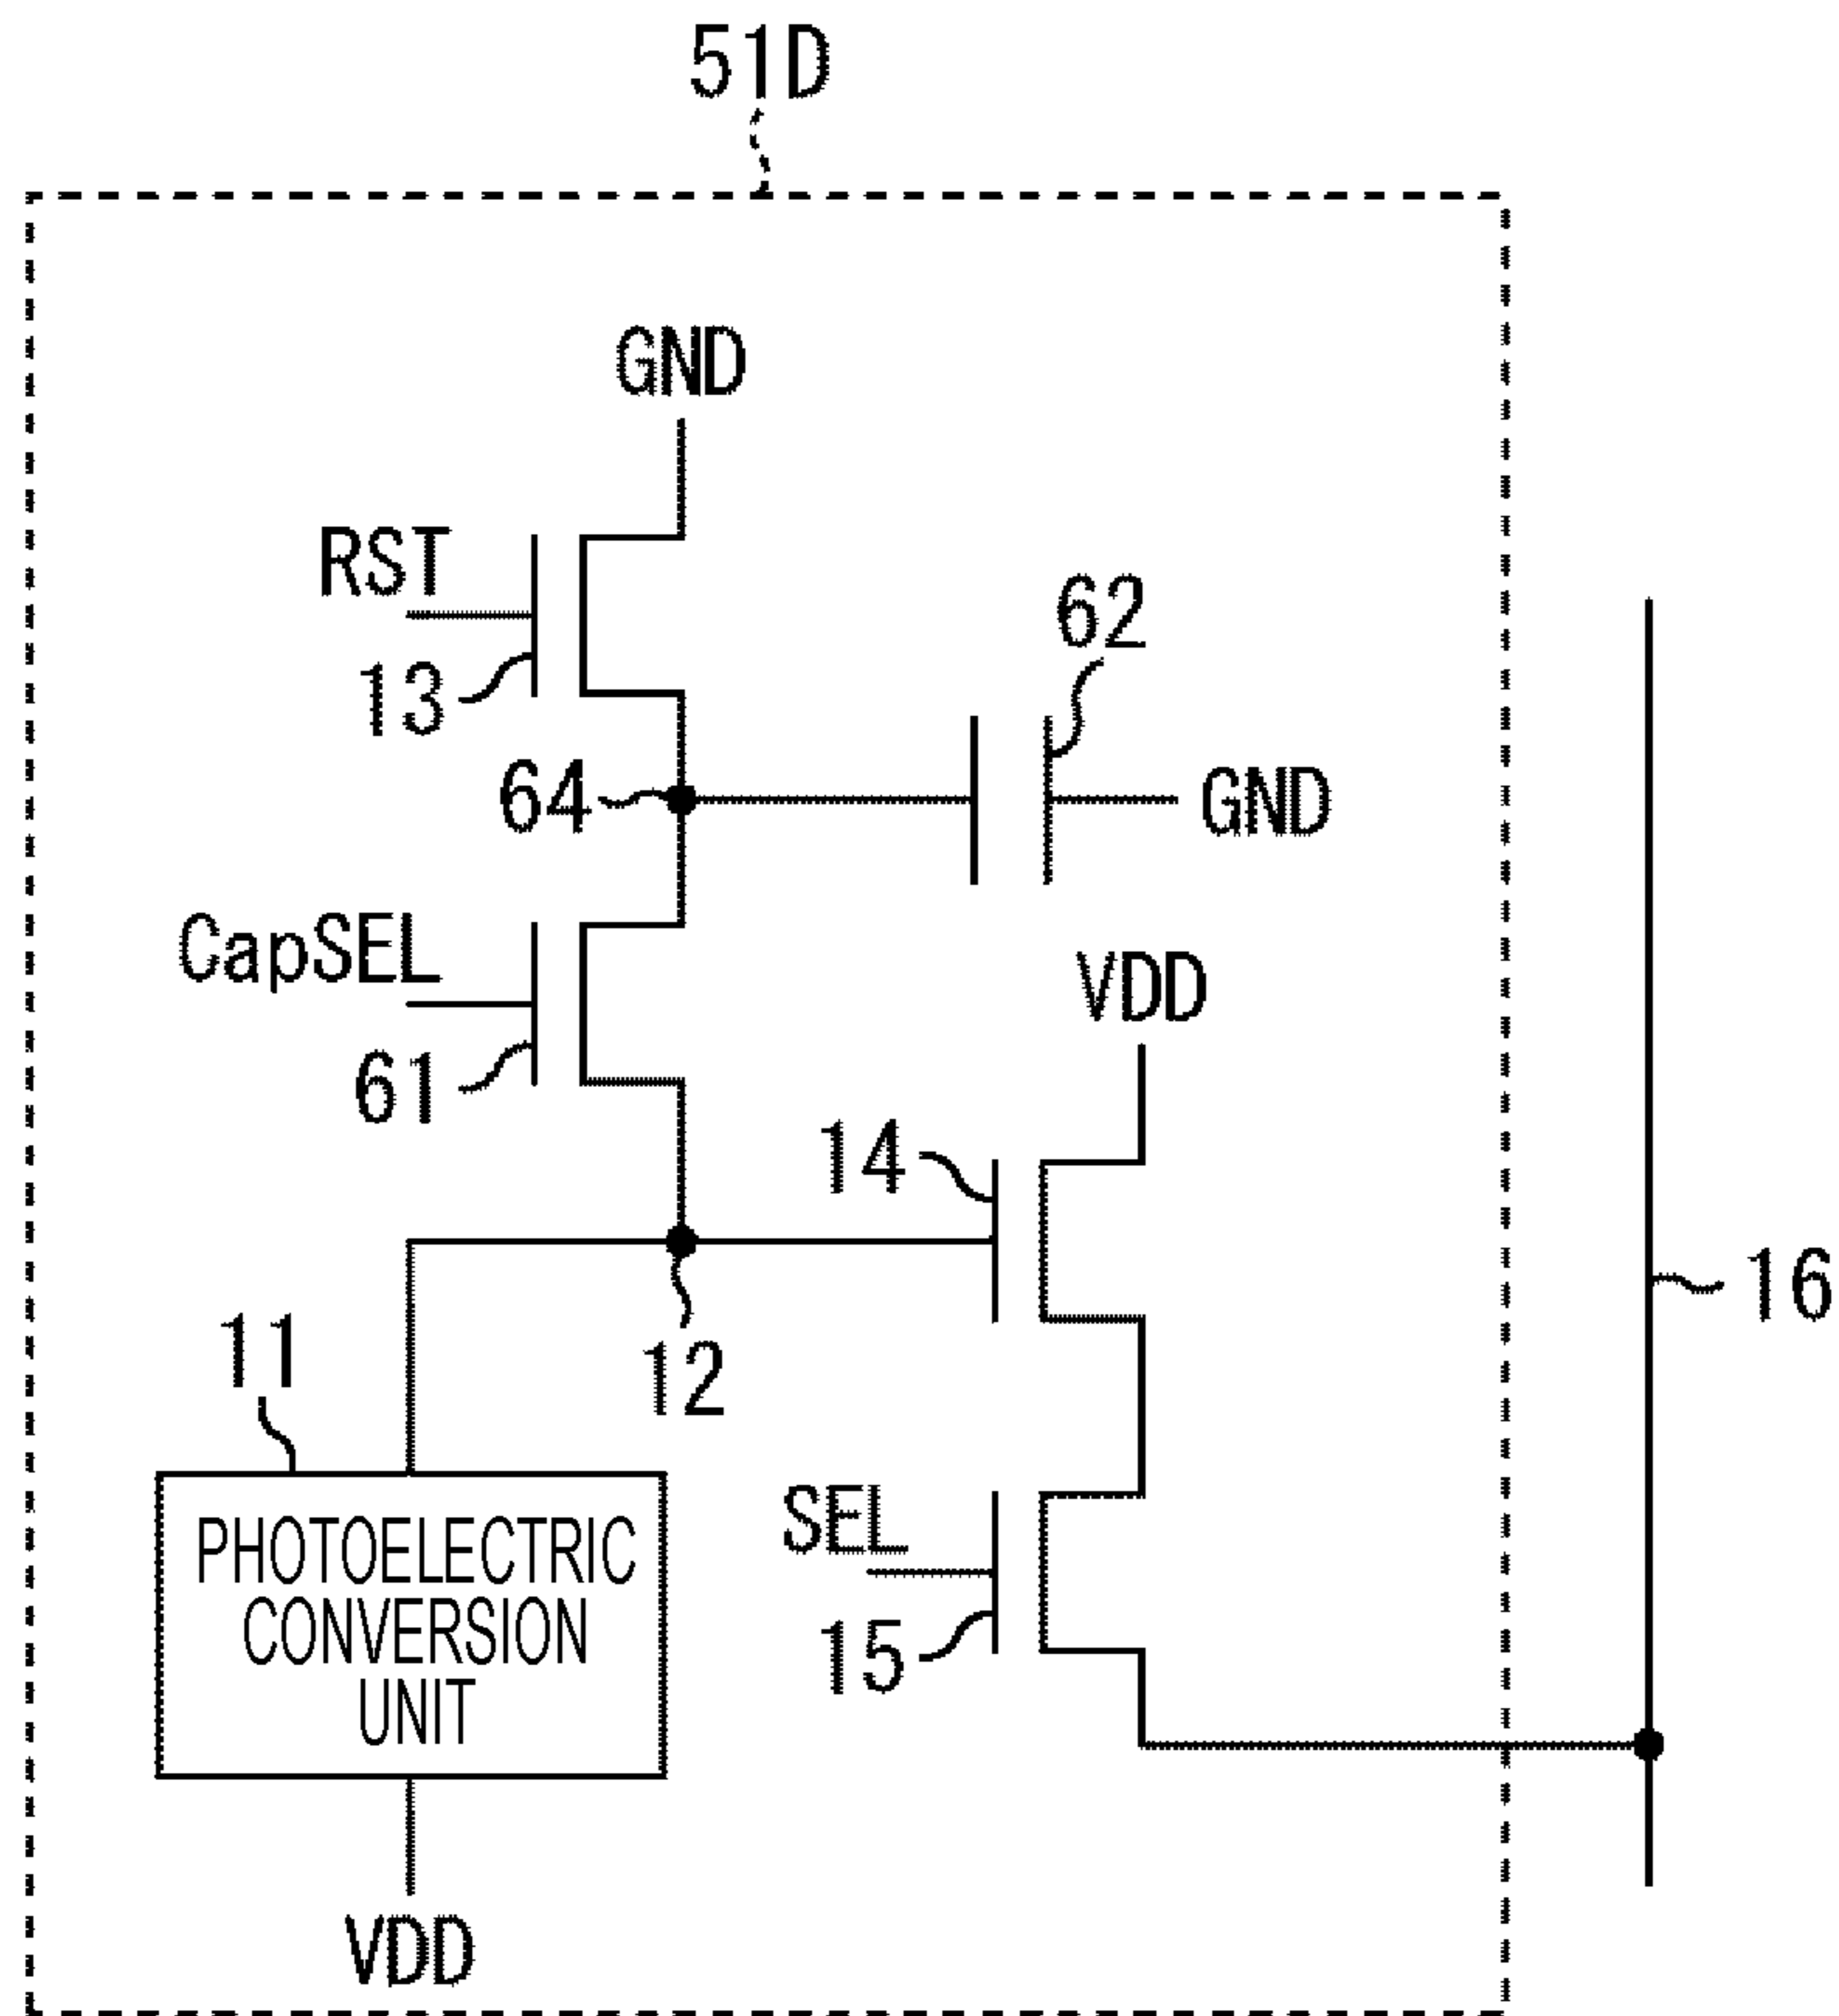 51D
GND
RST
62
13
64
GND
CapSEL
VDD
61
14
16
11
12
SEL
PHOTOELECTRIC
CONVERSION
UNIT
15
VDD